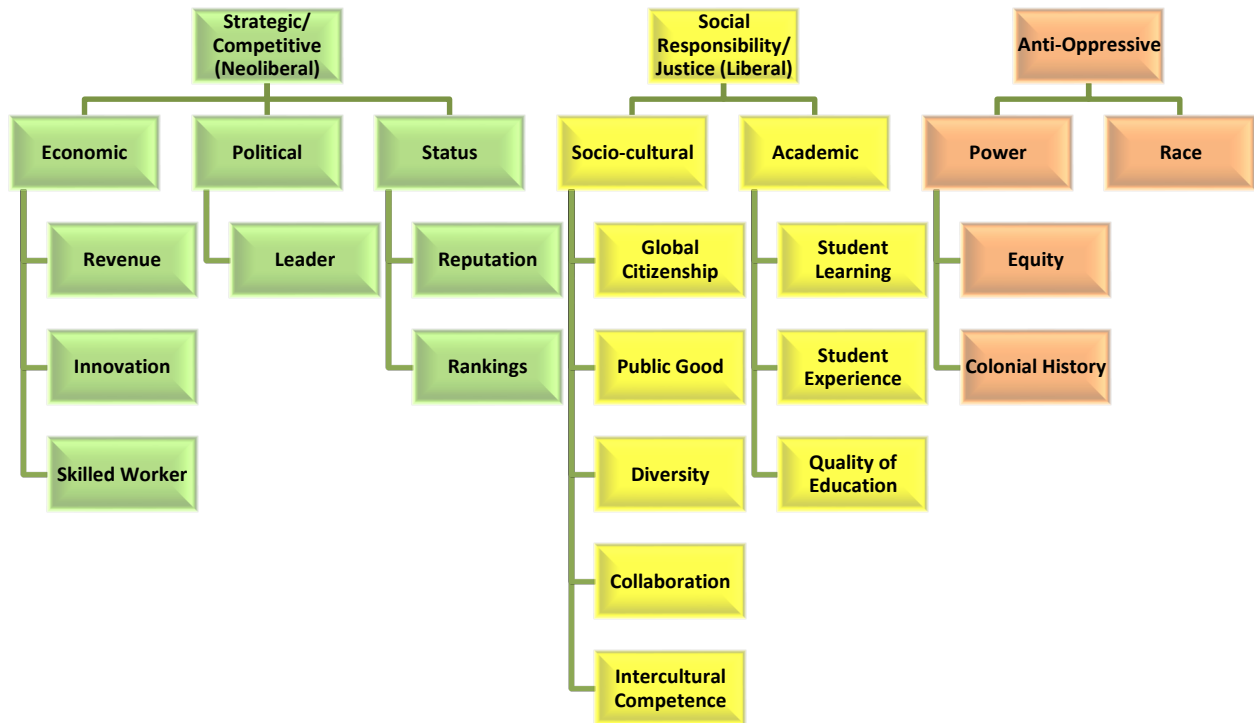 Strategic/
Competitive
(Neoliberal)
Social
Responsibility/
Justice (Liberal)
Anti-Oppressive
Economic
Political
Status
Socio-cultural
Academic
Power
Race
Revenue
Leader
Reputation
Global
Citizenship
Student
Learning
Equity
Innovation
Rankings
Public Good
Student
Experience
Colonial History
Skilled Worker
Diversity
Quality of
Education
Collaboration
Intercultural
Competence